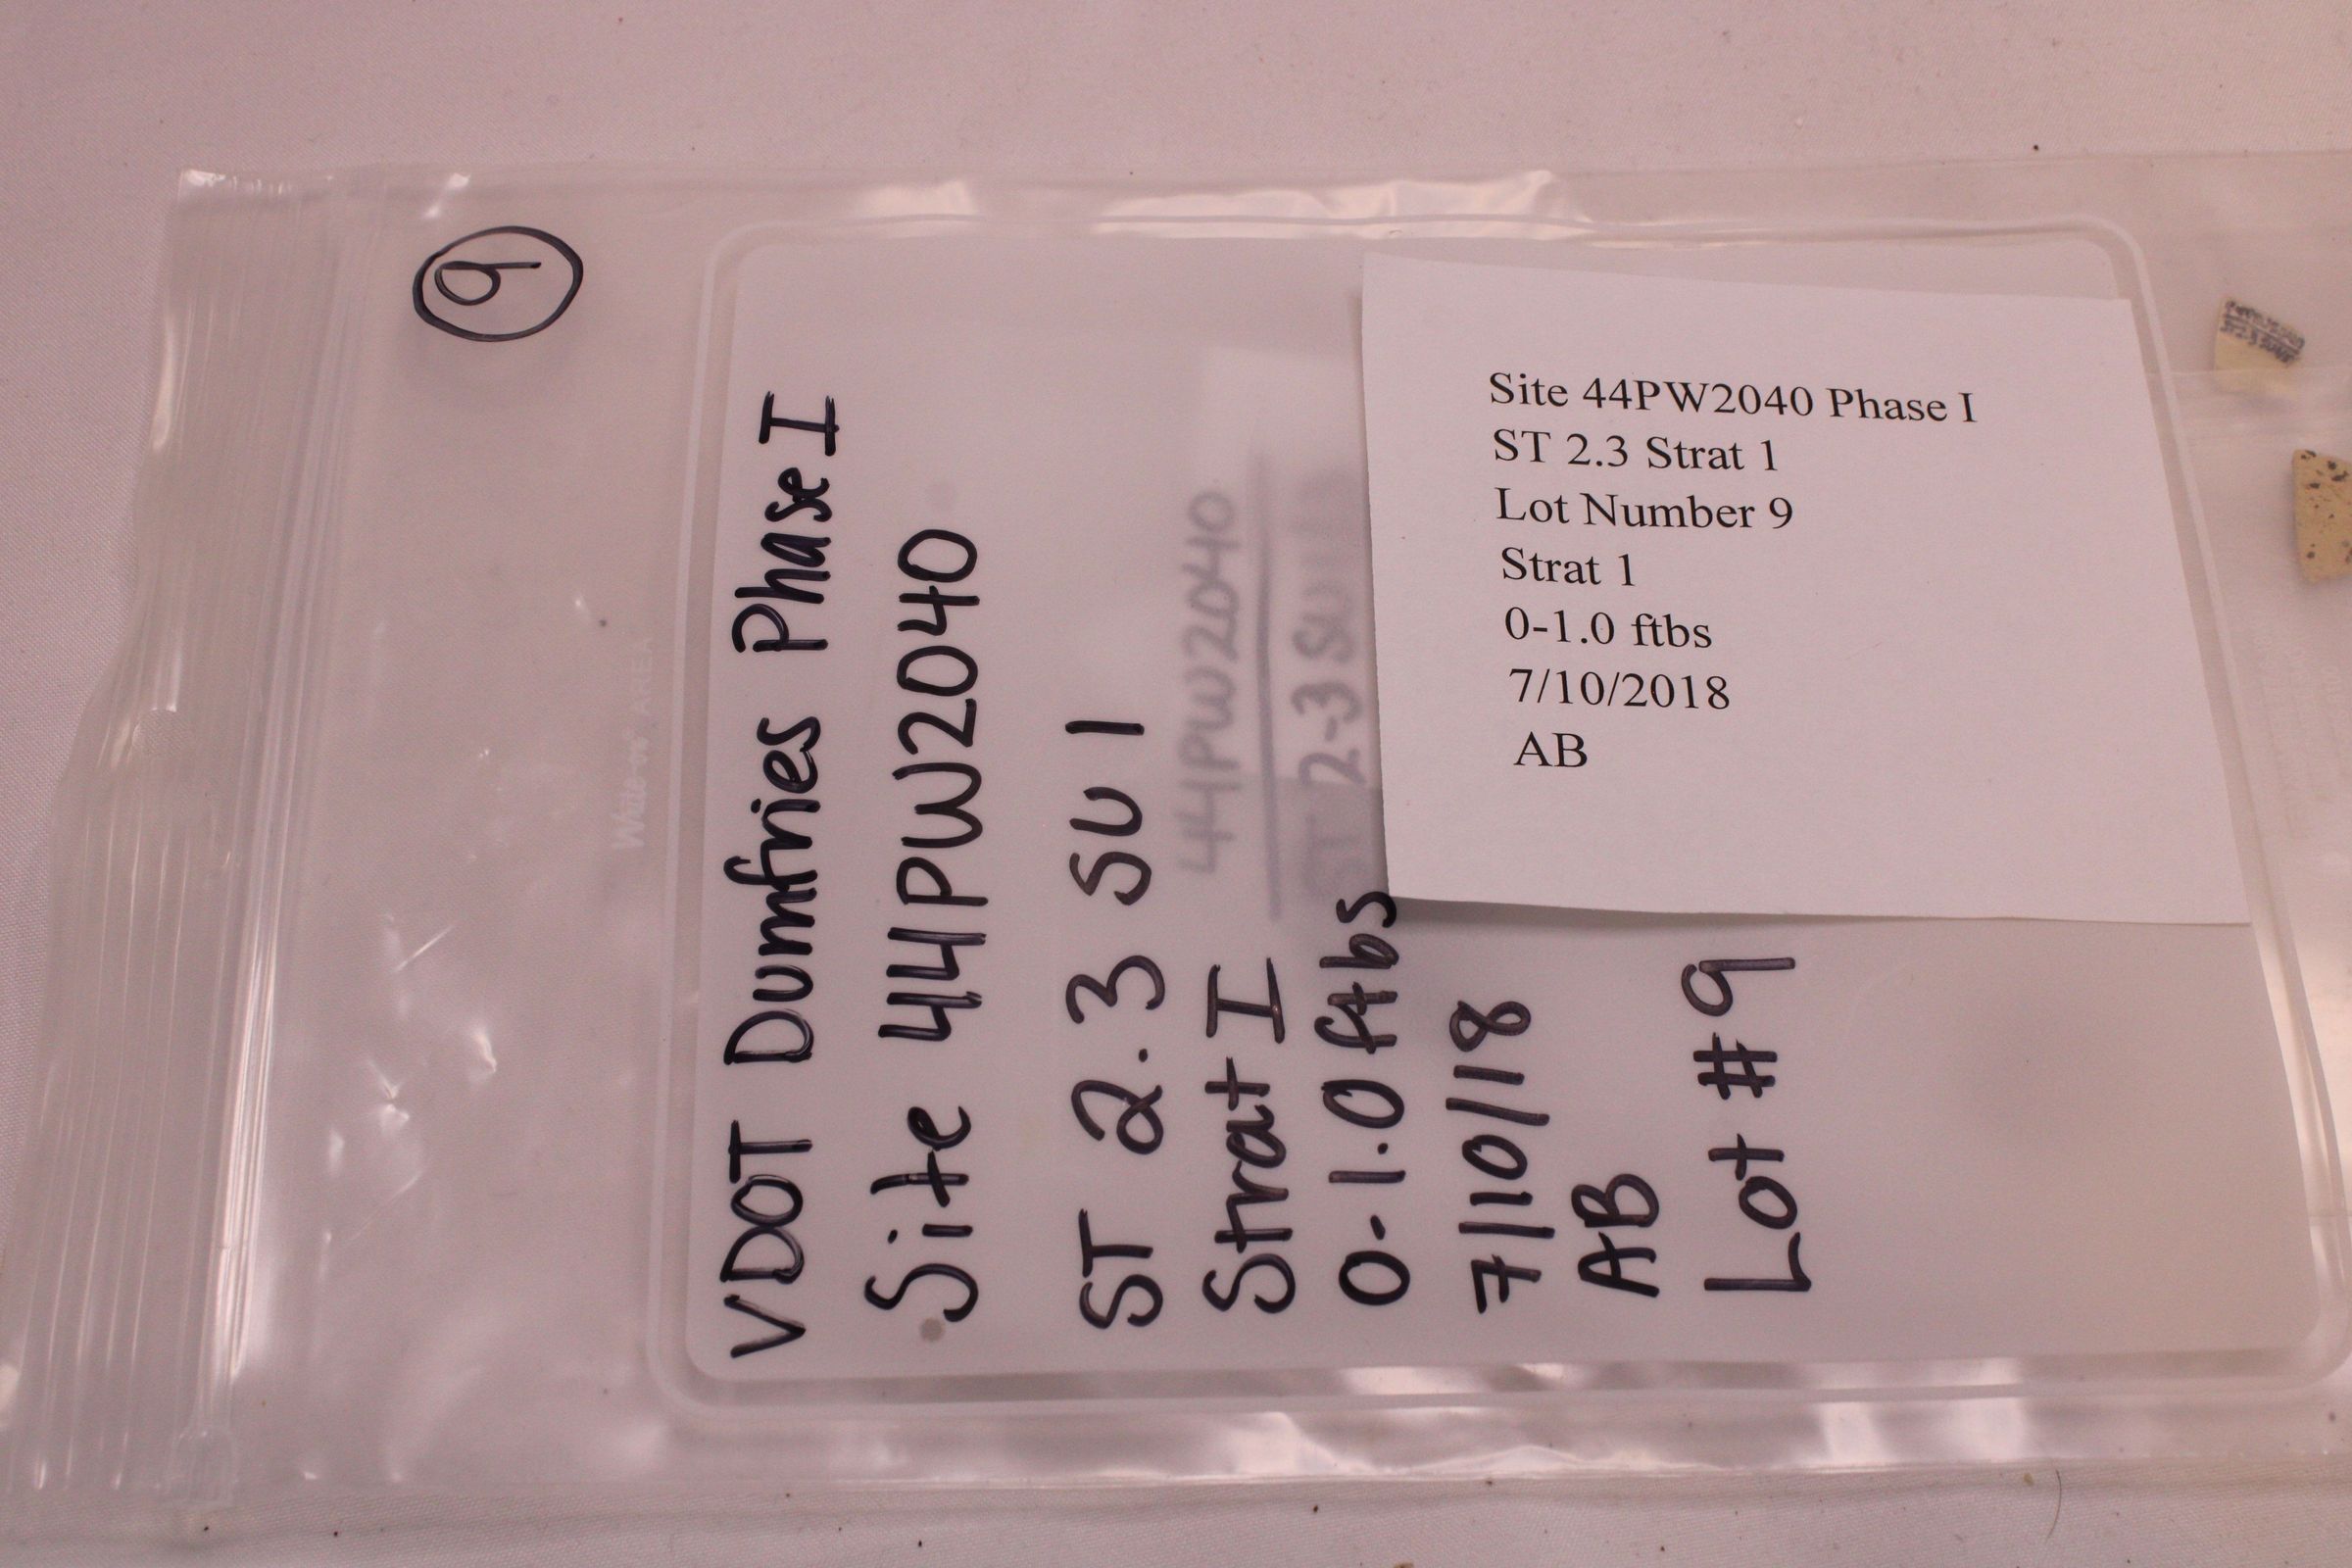 9
VDOT Dumfries Phase I
Site 44PW2040
ST 2.3 SU 1
Strat I
0-1.0 ftbs
7/10/18
AB
Lot #9
44PW2040
ST 2-3 SU
Site 44PW2040 Phase I
ST 2.3 Strat 1
Lot Number 9
Strat 1
0-1.0 ftbs
7/10/2018
AB